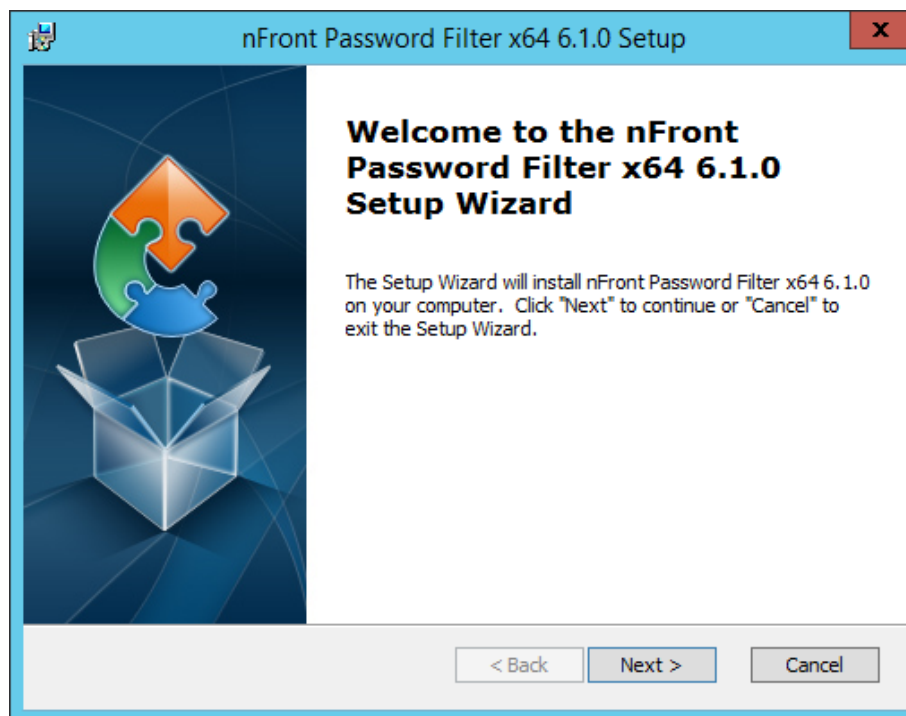 nFront Password Filter x64 6.1.0 Setup
x
Welcome to the nFront
Password Filter x64 6.1.0
Setup Wizard
The Setup Wizard will install nFront Password Filter x64 6.1.0
on your computer.  Click "Next" to continue or "Cancel" to
exit the Setup Wizard.
< Back
Next >
Cancel